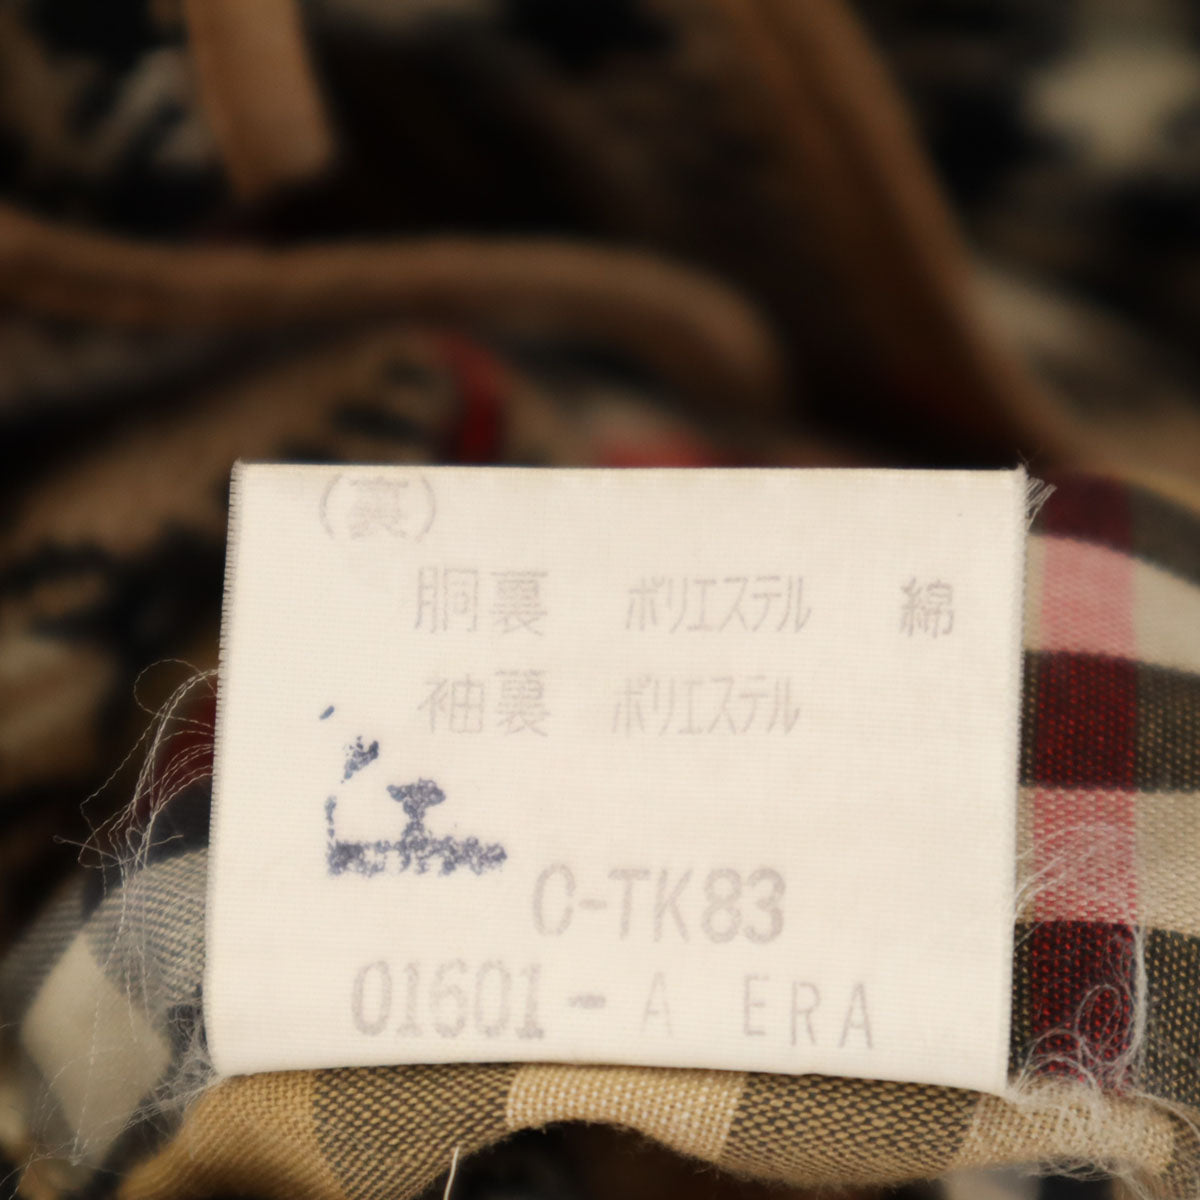 (裏)
胴裏 ポリエステル 綿
袖裏 ポリエステル
C-TK83
01601-A ERA